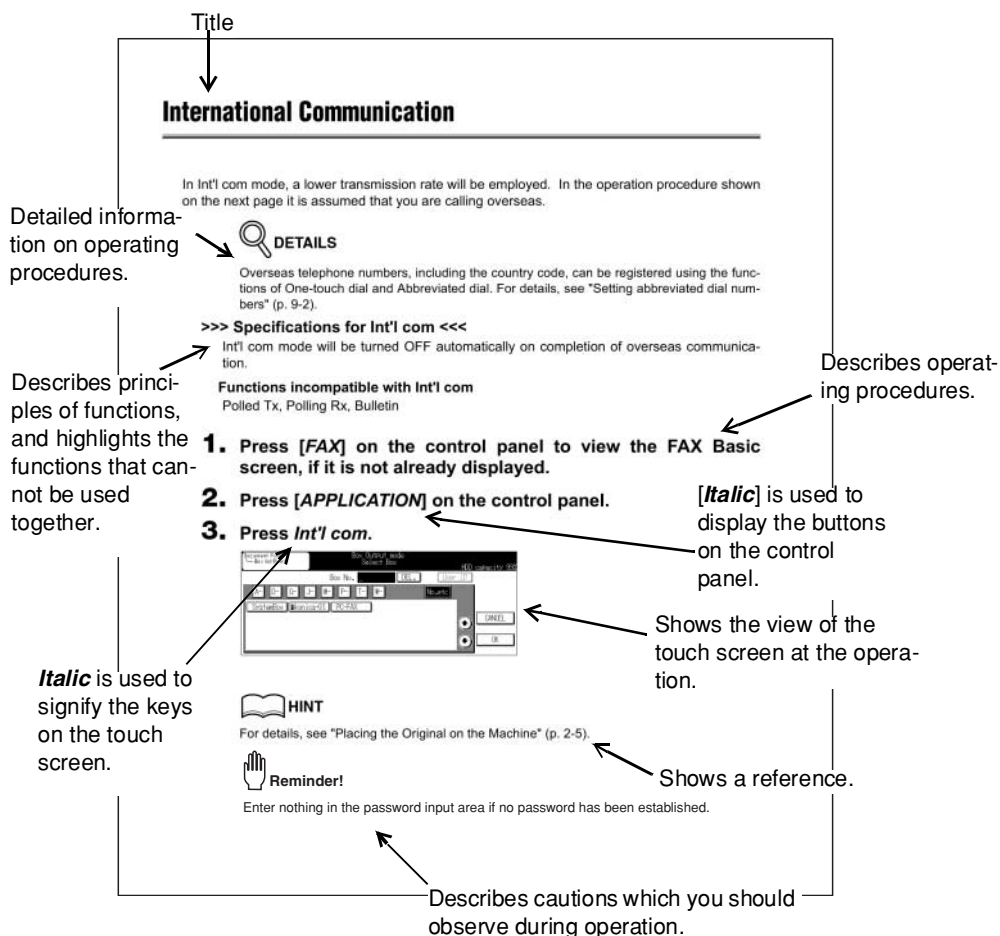 Title
International Communication
In Int'l com mode, a lower transmission rate will be employed. In the operation procedure shown
on the next page it is assumed that you are calling overseas.
Detailed informa-
tion on operating
procedures.
DETAILS
Overseas telephone numbers, including the country code, can be registered using the func-
tions of One-touch dial and Abbreviated dial. For details, see "Setting abbreviated dial num-
bers" (p. 9-2).
>>> Specifications for Int'l com <<<
Int'l com mode will be turned OFF automatically on completion of overseas communica-
tion.
Describes princi-
ples of functions,
and highlights the
functions that can-
not be used
together.
Functions incompatible with Int'l com
Polled Tx, Polling Rx, Bulletin
Describes operat-
ing procedures.
1. Press [FAX] on the control panel to view the FAX Basic
screen, if it is not already displayed.
2. Press [APPLICATION] on the control panel.
[Italic] is used to
display the buttons
on the control
panel.
3. Press Int'l com.
Box_Output_mode
Select Box
HDD capacity 99%
Box No.
DEL.
CANCEL
OK
Shows the view of the
touch screen at the opera-
tion.
Italic is used to
signify the keys
on the touch
screen.
HINT
For details, see "Placing the Original on the Machine" (p. 2-5).
Shows a reference.
Reminder!
Enter nothing in the password input area if no password has been established.
Describes cautions which you should
observe during operation.